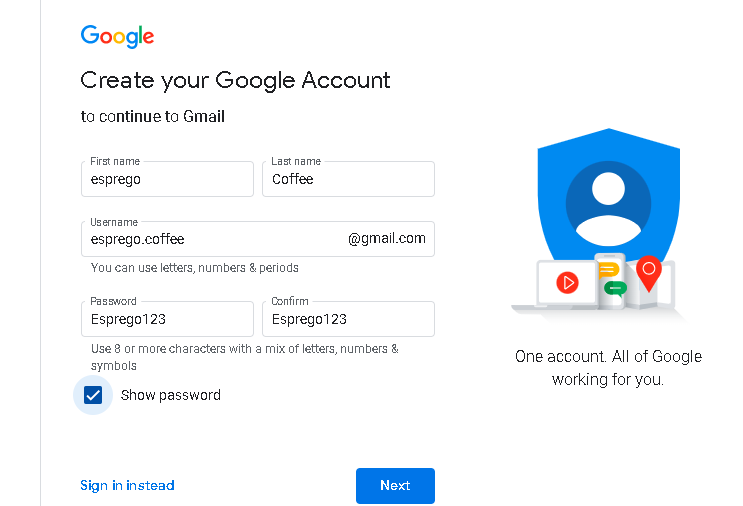 Google
Create your Google Account
to continue to Gmail
First name
esprego
Last name
Coffee
Username
esprego.coffee
@gmail.com
You can use letters, numbers & periods
Password
Esprego123
Confirm
Esprego123
Use 8 or more characters with a mix of letters, numbers &
symbols
Show password
Sign in instead
Next
One account. All of Google
working for you.